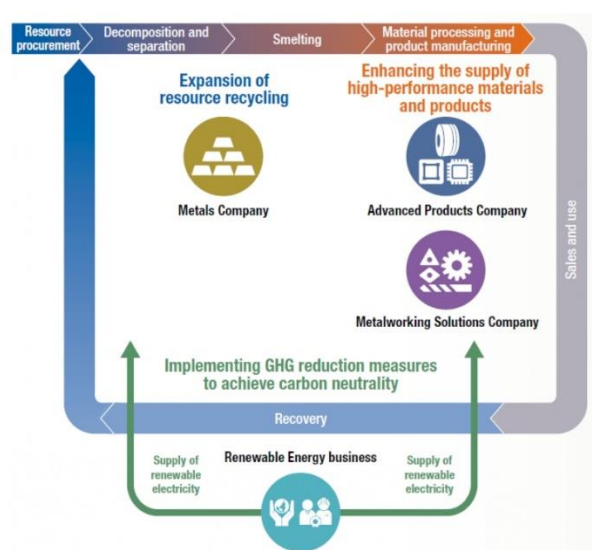 Resource
procurement
Decomposition and
separation
Smelting
Material processing and
product manufacturing
Expansion of
resource recycling
Enhancing the supply of
high-performance materials
and products
Metals Company
Advanced Products Company
Metalworking Solutions Company
Sales and use
Implementing GHG reduction measures
to achieve carbon neutrality
Recovery
Supply of
renewable
electricity
Renewable Energy business
Supply of
renewable
electricity